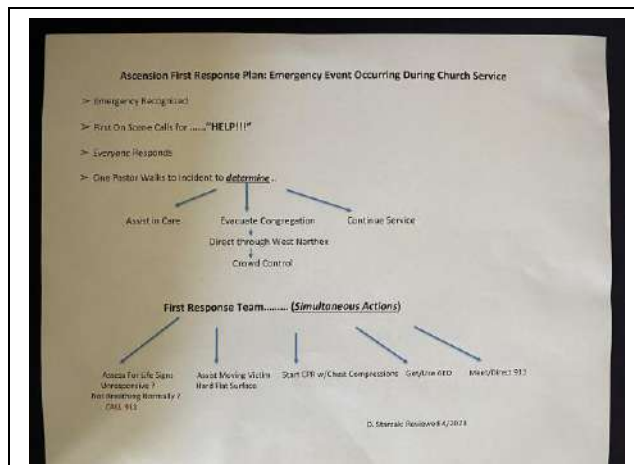 Ascension First Response Plan: Emergency Event Occurring During Church Service
➢ Emergency Recognized
➢ First On Scene Calls for ......"HELP!!!"
➢ Everyone Responds
➢ One Pastor Walks to Incident to determine ..
Assist in Care Evacuate Congregation Continue Service
Direct through West Narthex
Crowd Control
First Response Team......... (Simultaneous Actions)
Assess For Life Signs Assist Moving Victim Start CPR w/Chest Compressions Get/Use AED Meet/Direct 911
Unresponsive ? Hard Flat Surface
Not Breathing Normally ?
CALL 911
D. Reviewed 4/2023